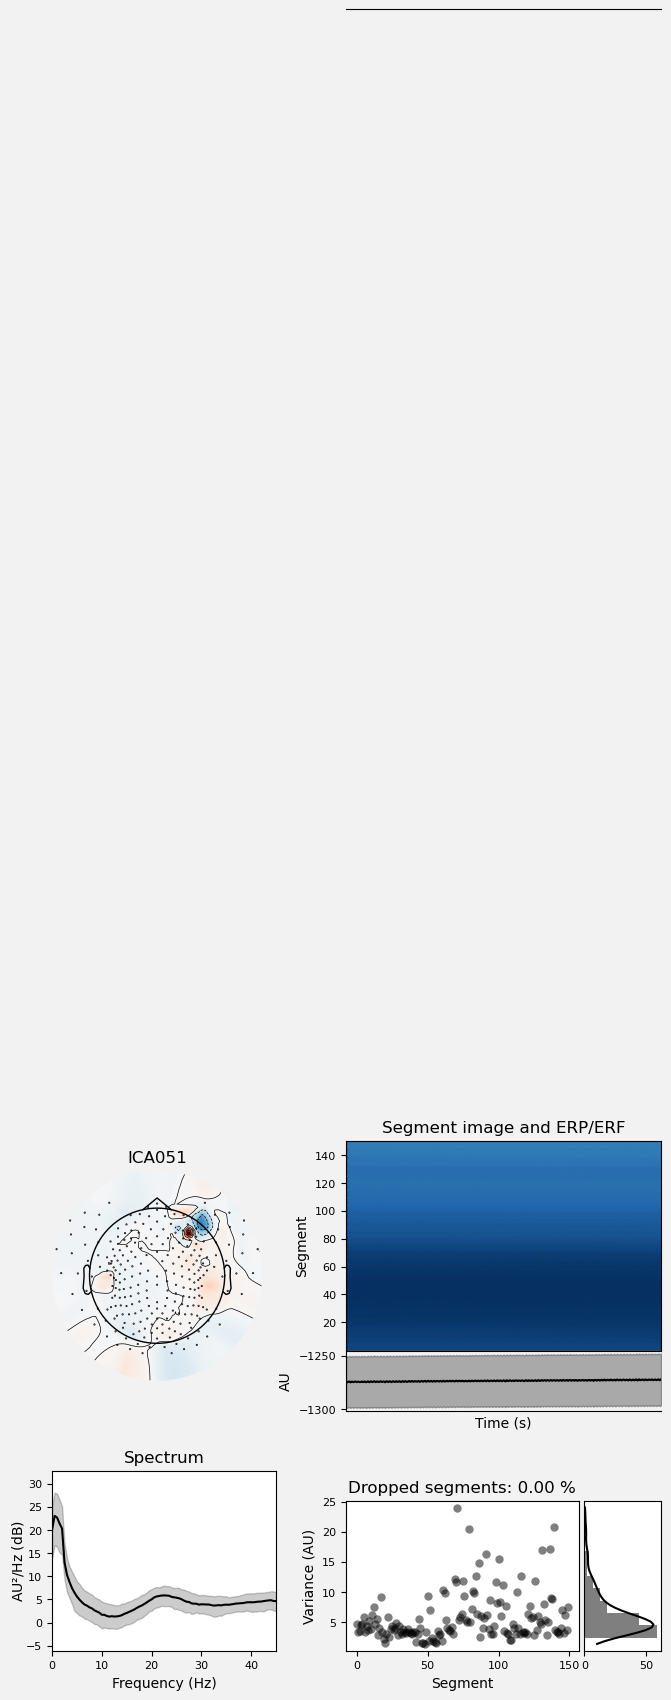 ICA051
Segment image and ERP/ERF
Segment
140
120
100
80
60
40
20
AU
−1250
−1300
Time (s)
Spectrum
AU²/Hz (dB)
30
25
20
15
10
5
0
−5
0 10 20 30 40
Frequency (Hz)
Dropped segments: 0.00 %
Variance (AU)
25
20
15
10
5
0 50 100 150
Segment
0 50